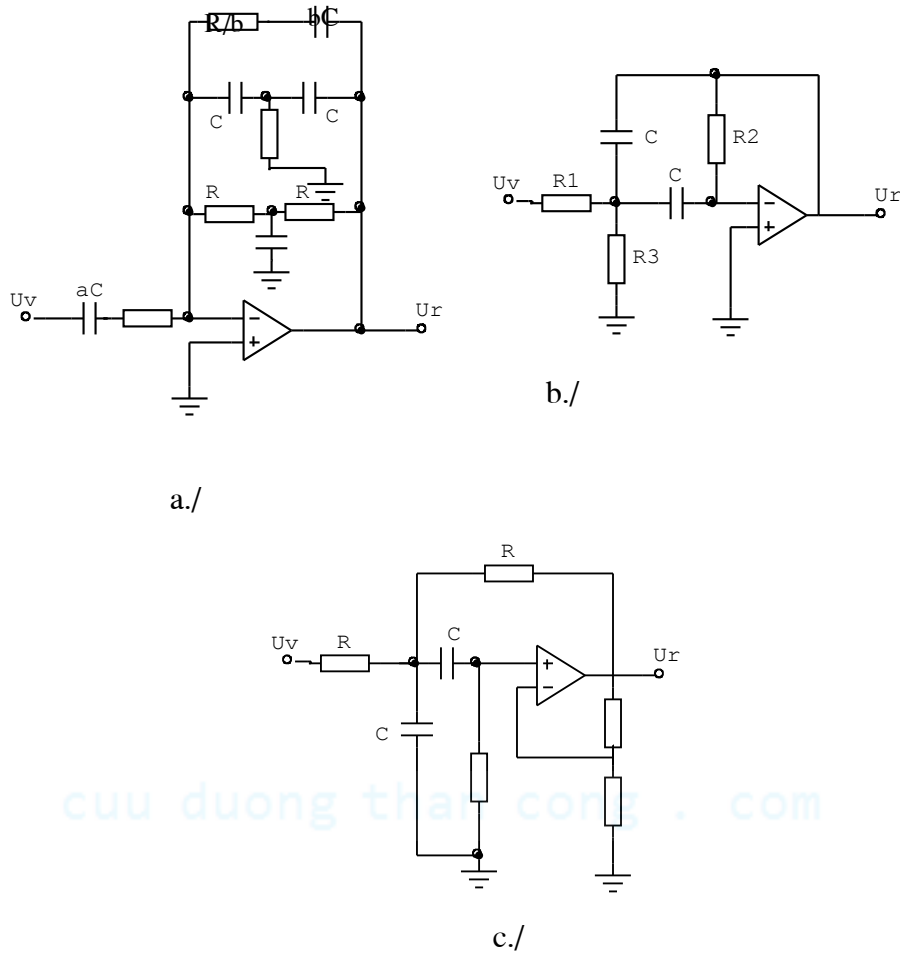 R/b bC
C C
R R
aC
Uv
Ur
- +
a./
C R2
R1 C
Uv
Ur
R3
- +
b./
R
Uv R C
Ur
C
+ -
cuu duong than cong . com
c./